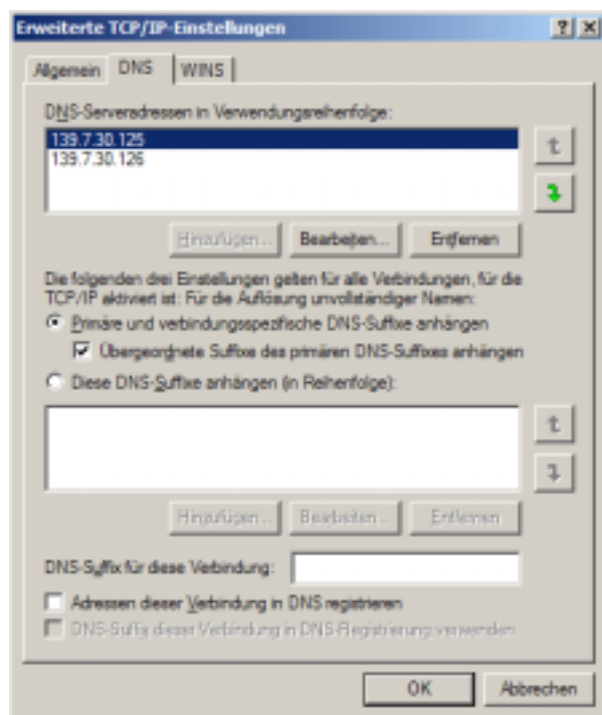 Erweiterte TCP/IP-Einstellungen
Allgemein DNS WINS
DNS-Serveradressen in Verwendungsreihenfolge:
139.7.30.125
139.7.30.126
Hinzufügen... Bearbeiten... Entfernen
Die folgenden drei Einstellungen gelten für alle Verbindungen, für die
TCP/IP aktiviert ist: Für die Auflösung unvollständiger Namen:
Primäre und verbindungsspezifische DNS-Suffixe anhängen
Übergeordnete Suffixe des primären DNS-Suffixes anhängen
Diese DNS-Suffixe anhängen (in Reihenfolge):
Hinzufügen... Bearbeiten... Entfernen
DNS-Suffix für diese Verbindung:
Adressen dieser Verbindung in DNS registrieren
DNS-Suffix dieser Verbindung in DNS-Registrierung verwenden
OK Abbrechen